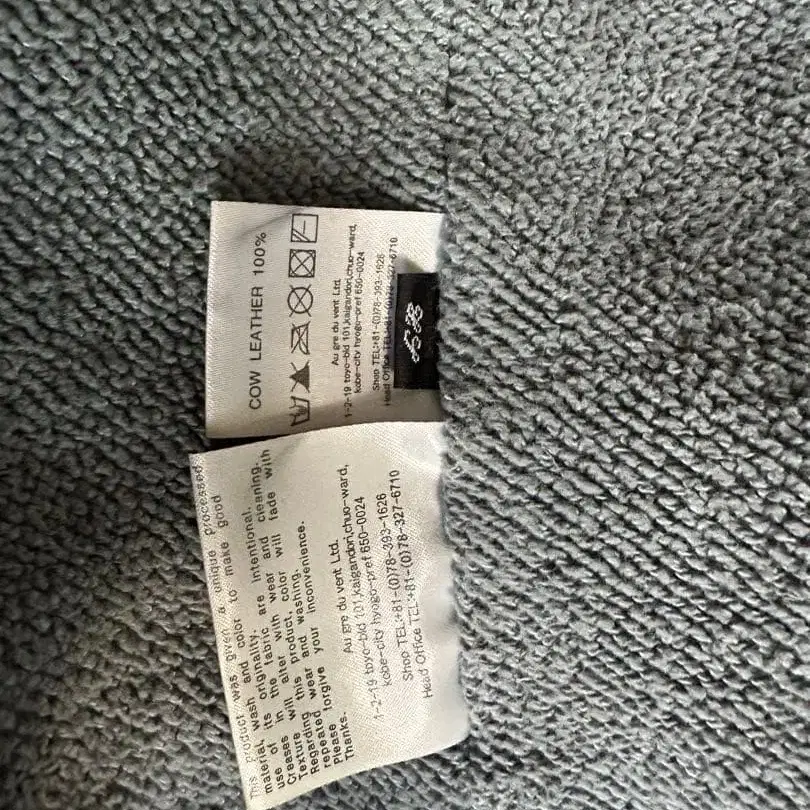 COW LEATHER 100%
Au gre du vent Ltd.
1-2-19 toyo-bld 101,kaigandori,chuo-ward,
kobe-city hyogo-pref 650-0024
Shop TEL:+81-(0)78-393-1626
Head Office TEL:+81-(0)78-327-6710
This product was given a unique processed
material, wash and color to make good
use of its originality.
Creases in the fabric are intentional.
Texture will alter with wear and cleaning.
Regarding this product, color will fade with
repeated wear and washing.
Please forgive your inconvenience.
Thanks.
Au gre du vent Ltd.
1-2-19 toyo-bld 101,kaigandori,chuo-ward,
kobe-city hyogo-pref 650-0024
Shop TEL:+81-(0)78-393-1626
Head Office TEL:+81-(0)78-327-6710